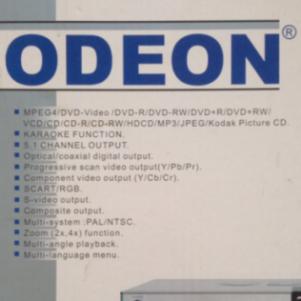 ODEON®
MPEG4/DVD-Video /DVD-R/DVD-RW/DVD+R/DVD+RW/
VCD/CD/CD-R/CD-RW/HDCD/MP3/JPEG/Kodak Picture CD.
KARAOKE FUNCTION.
5.1 CHANNEL OUTPUT.
Optical/coaxial digital output.
Progressive scan video output(Y/Pb/Pr).
Component video output (Y/Cb/Cr).
SCART/RGB.
S-video output.
Composite output.
Multi-system :PAL/NTSC.
Zoom (2x,4x) function.
Multi-angle playback.
Multi-language menu.